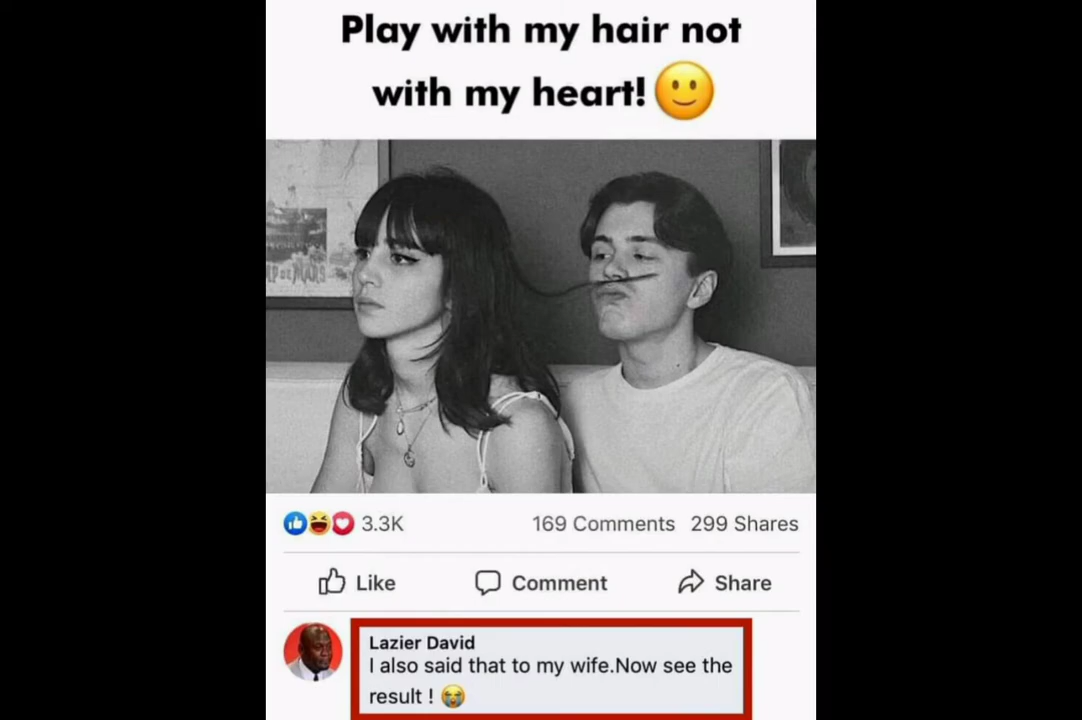 Play with my hair not
with my heart! 🙂
3.3K 169 Comments 299 Shares
Like Comment Share
Lazier David
I also said that to my wife.Now see the
result ! 😭